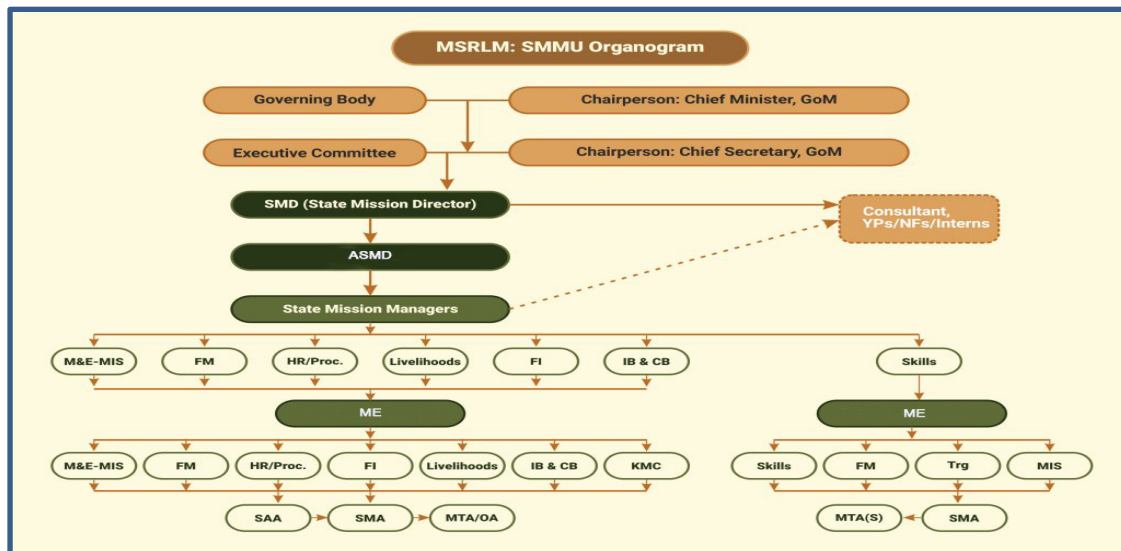 MSRLM: SMMU Organogram
Governing Body
Chairperson: Chief Minister, GoM
Executive Committee
Chairperson: Chief Secretary, GoM
SMD (State Mission Director)
Consultant,
YPs/NFs/Interns
ASMD
State Mission Managers
M&E-MIS
FM
HR/Proc.
Livelihoods
FI
IB & CB
Skills
ME
ME
M&E-MIS
FM
HR/Proc.
FI
Livelihoods
IB & CB
KMC
Skills
FM
Trg
MIS
SAA
SMA
MTA/OA
MTA(S)
SMA